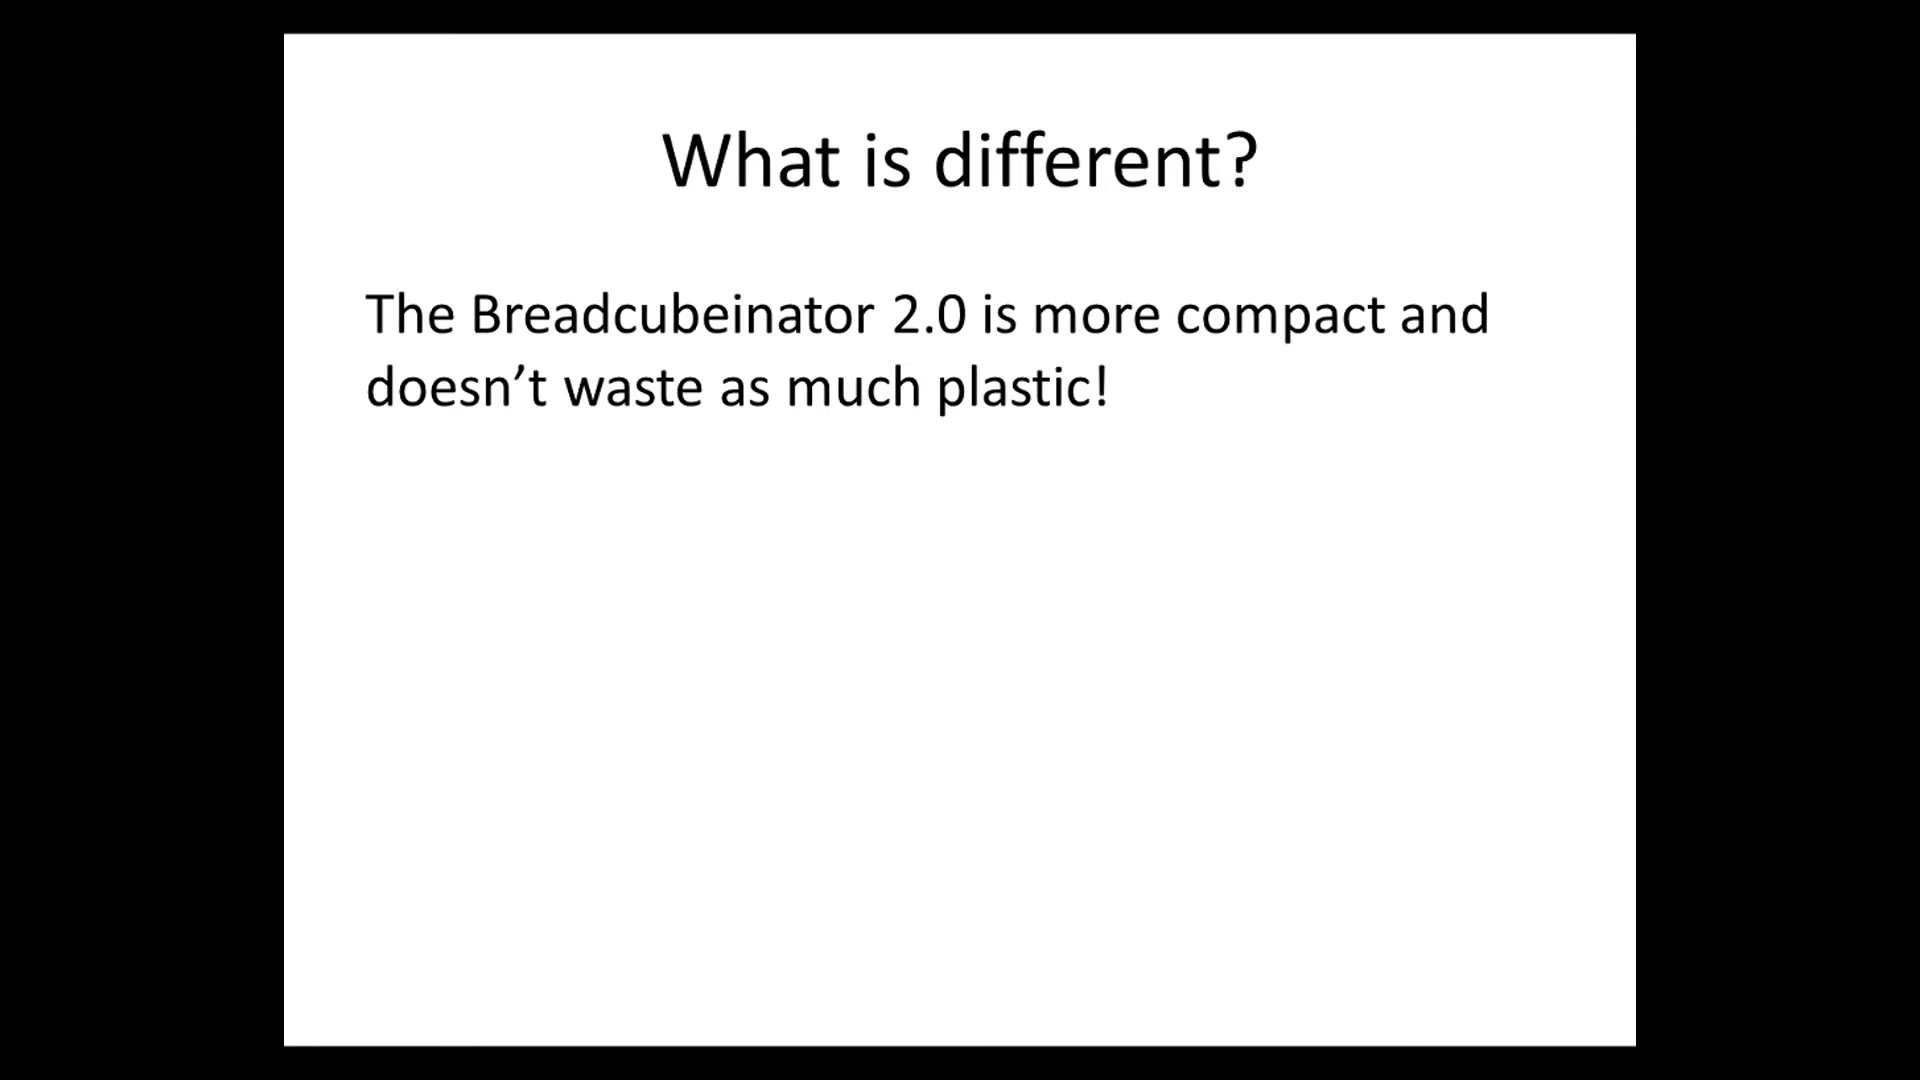 What is different?
The Breadcubeinator 2.0 is more compact and
doesn’t waste as much plastic!